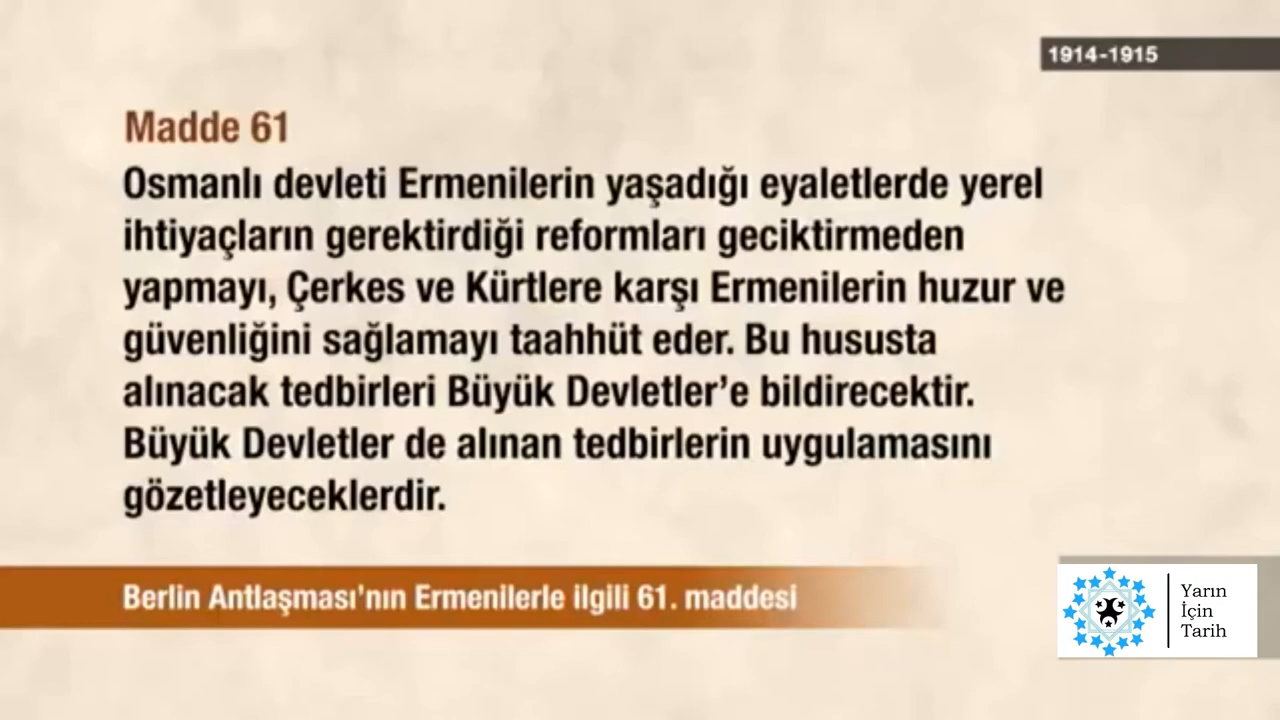 1914-1915
Madde 61
Osmanlı devleti Ermenilerin yaşadığı eyaletlerde yerel
ihtiyaçların gerektirdiği reformları geciktirmeden
yapmayı, Çerkes ve Kürtlere karşı Ermenilerin huzur ve
güvenliğini sağlamayı taahhüt eder. Bu hususta
alınacak tedbirleri Büyük Devletler’e bildirecektir.
Büyük Devletler de alınan tedbirlerin uygulamasını
gözetleyeceklerdir.
Berlin Antlaşması’nın Ermenilerle ilgili 61. maddesi
Yarın
İçin
Tarih